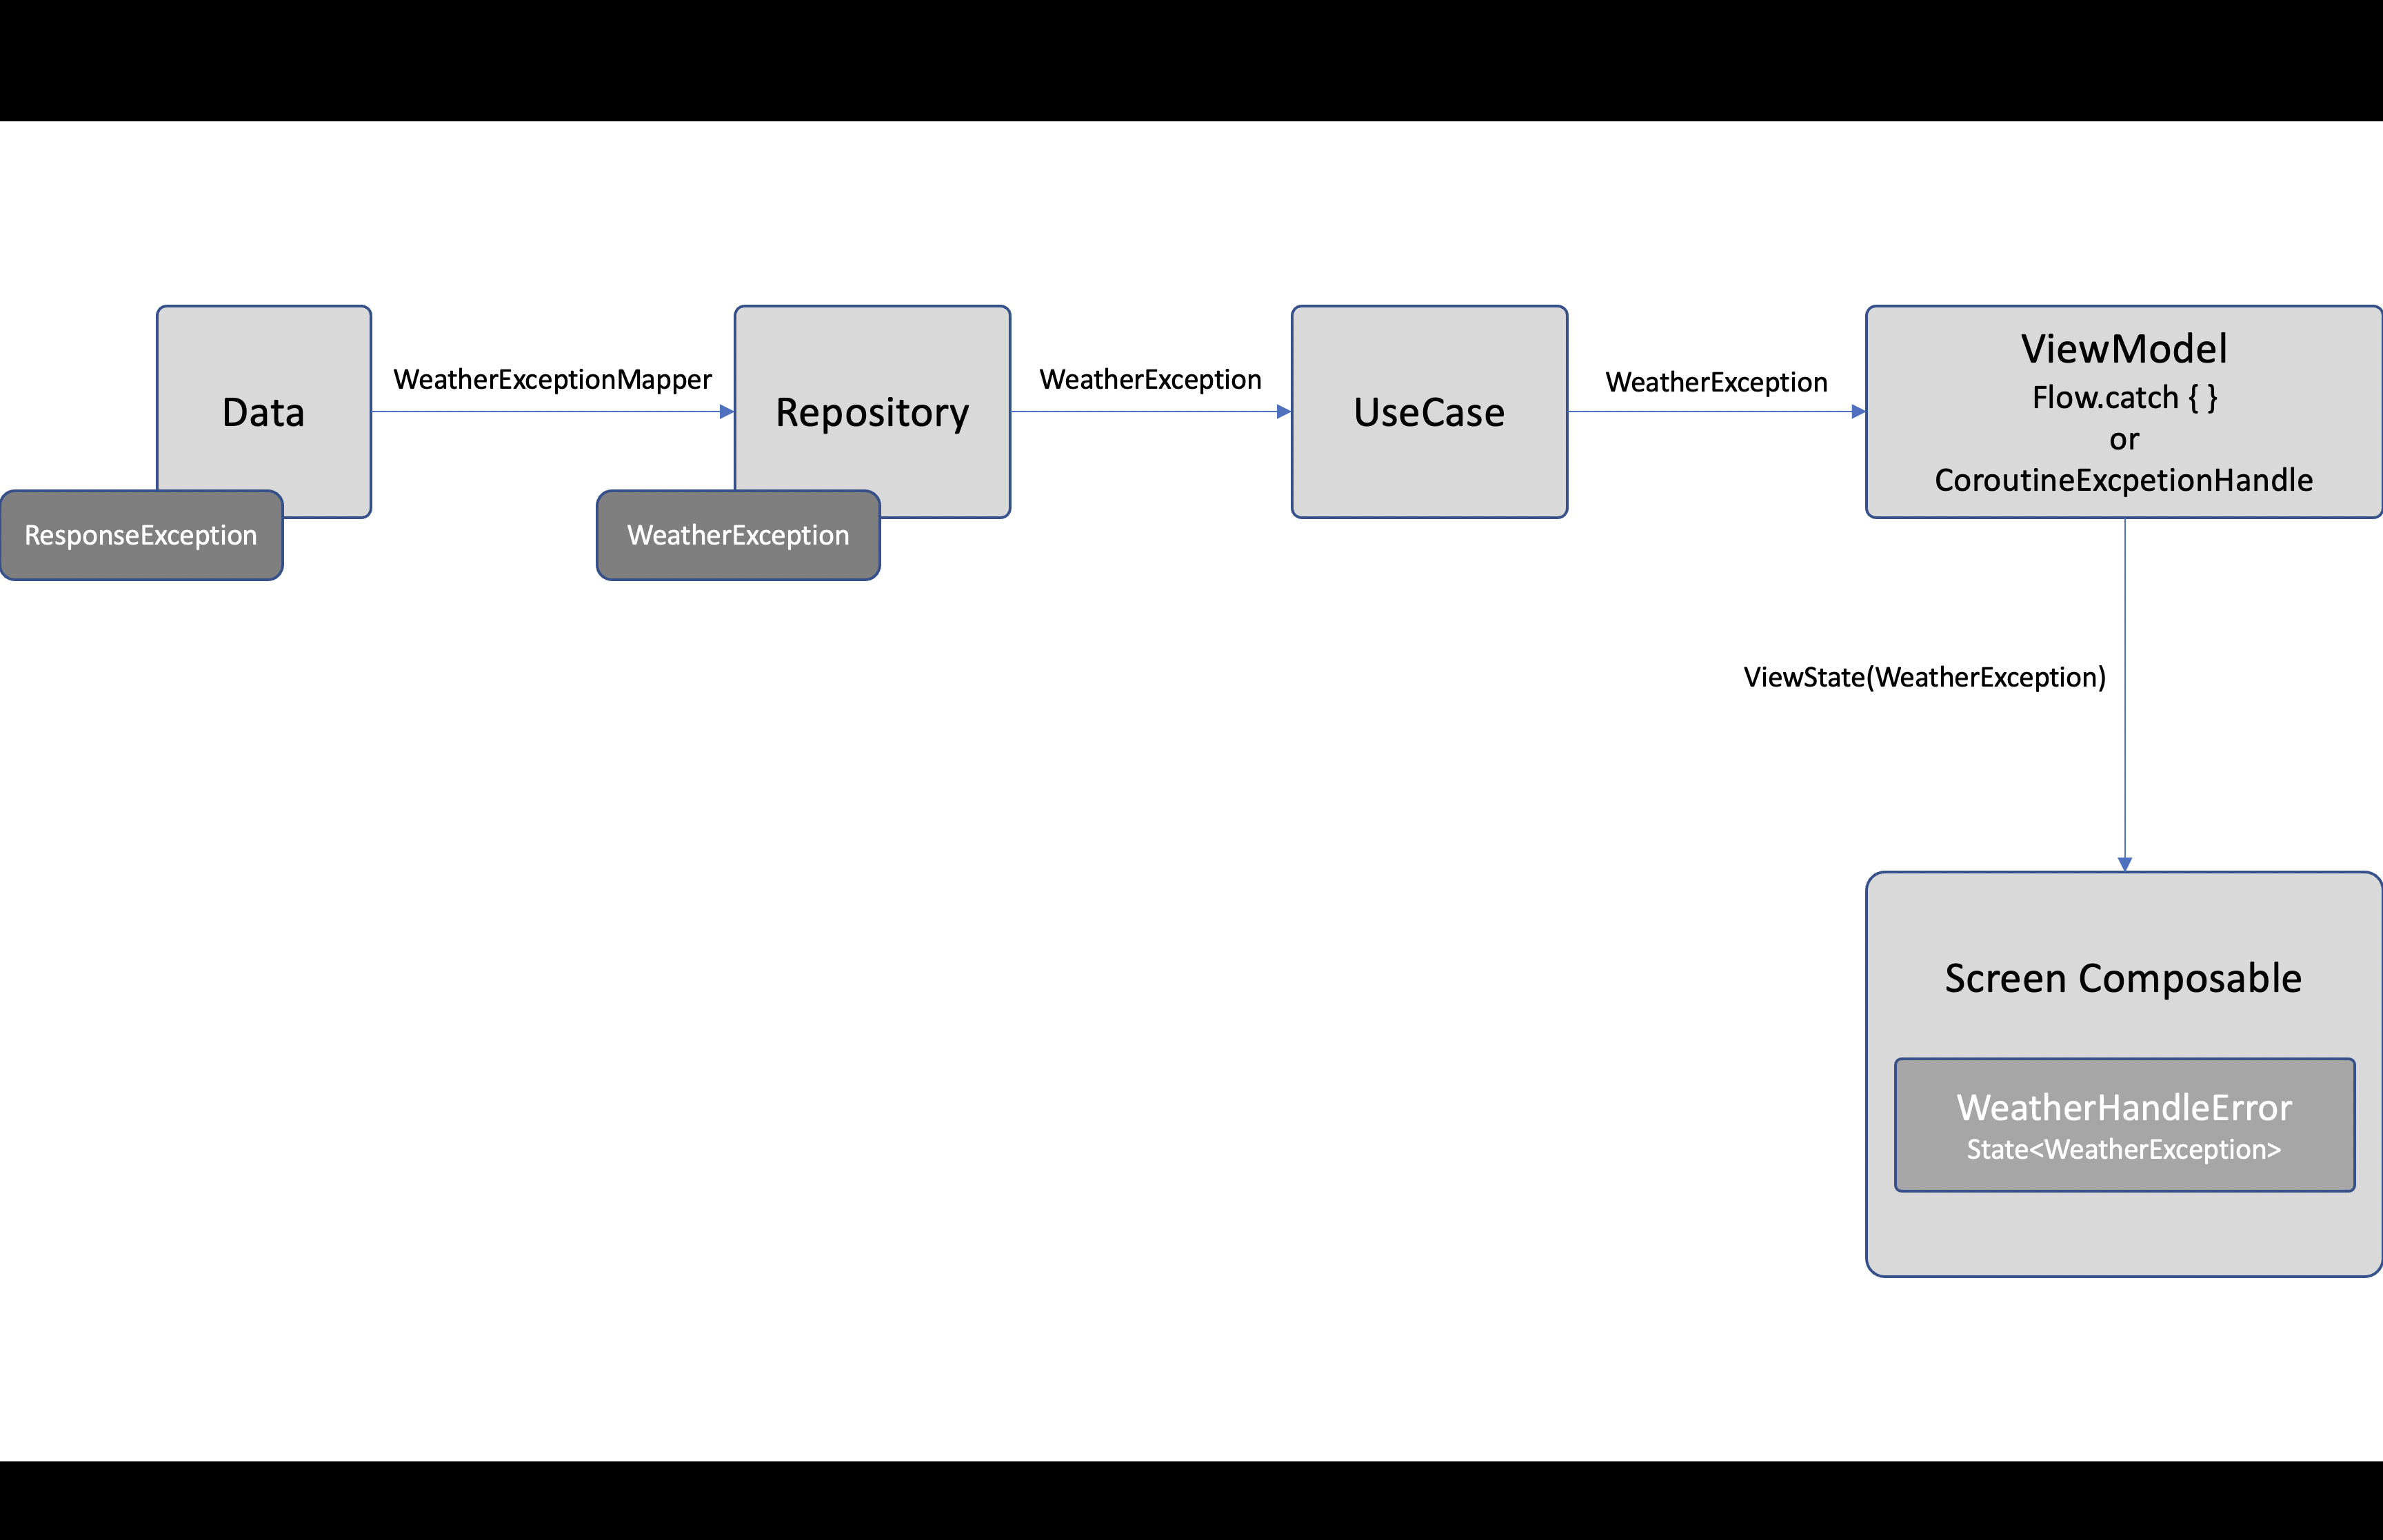 Data
ResponseException
WeatherExceptionMapper
Repository
WeatherException
WeatherException
UseCase
WeatherException
ViewModel
Flow.catch { }
or
CoroutineExcpetionHandle
ViewState(WeatherException)
Screen Composable
WeatherHandleError
State<WeatherException>